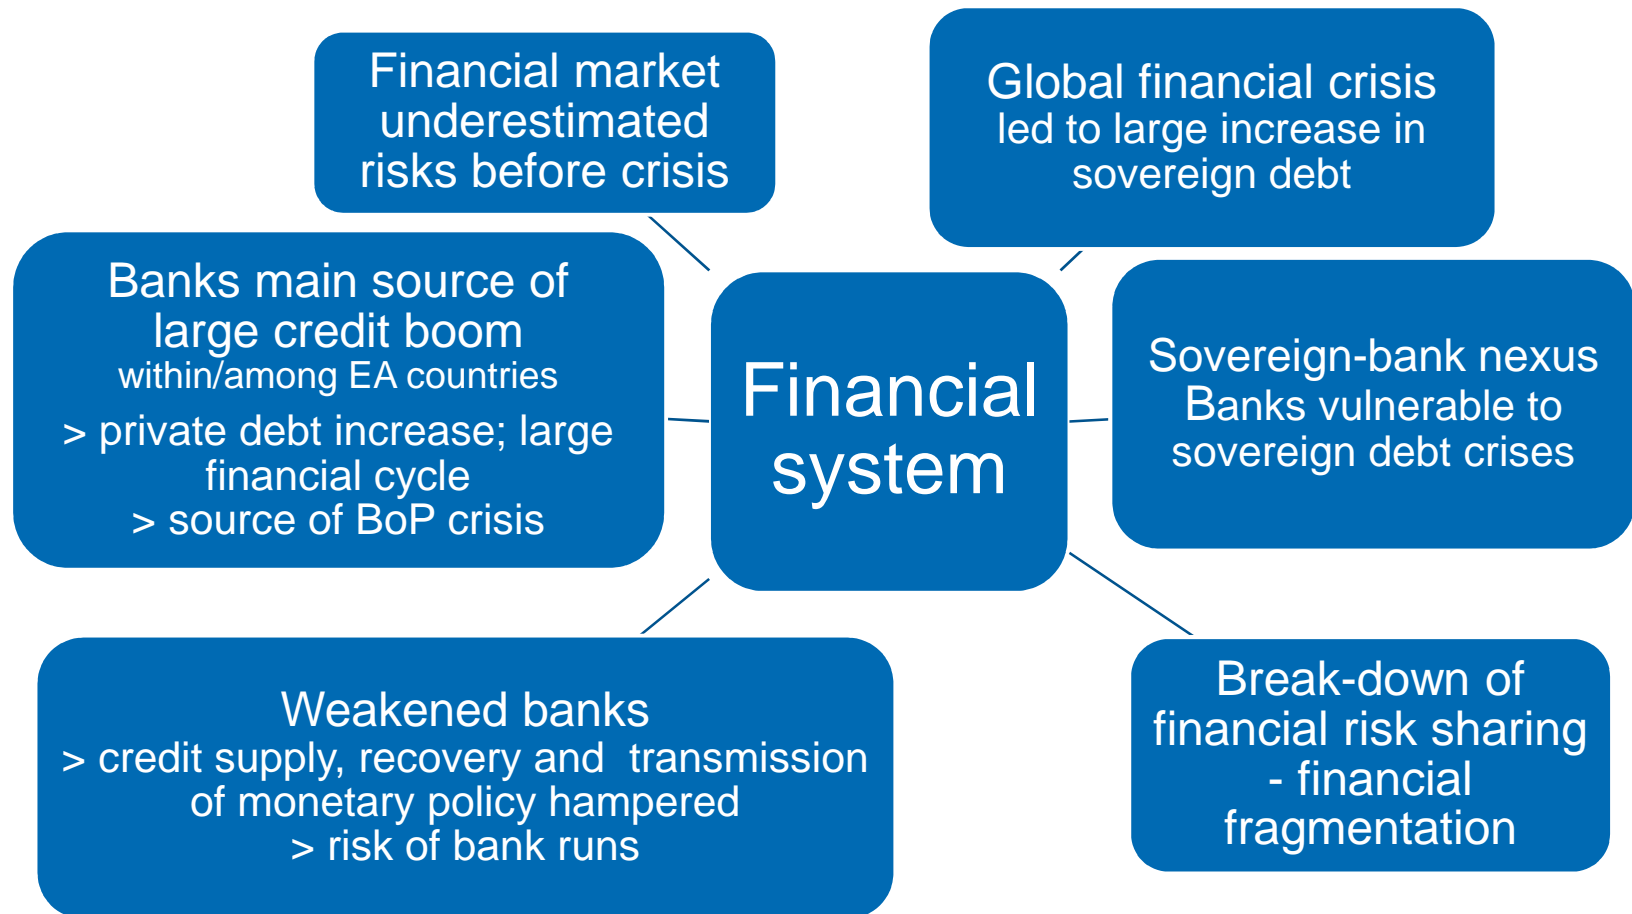 Financial market
underestimated
risks before crisis
Global financial crisis
led to large increase in
sovereign debt
Banks main source of
large credit boom
within/among EA countries
> private debt increase; large
financial cycle
> source of BoP crisis
Financial
system
Sovereign-bank nexus
Banks vulnerable to
sovereign debt crises
Weakened banks
> credit supply, recovery and  transmission
of monetary policy hampered
> risk of bank runs
Break-down of
financial risk sharing
- financial
fragmentation